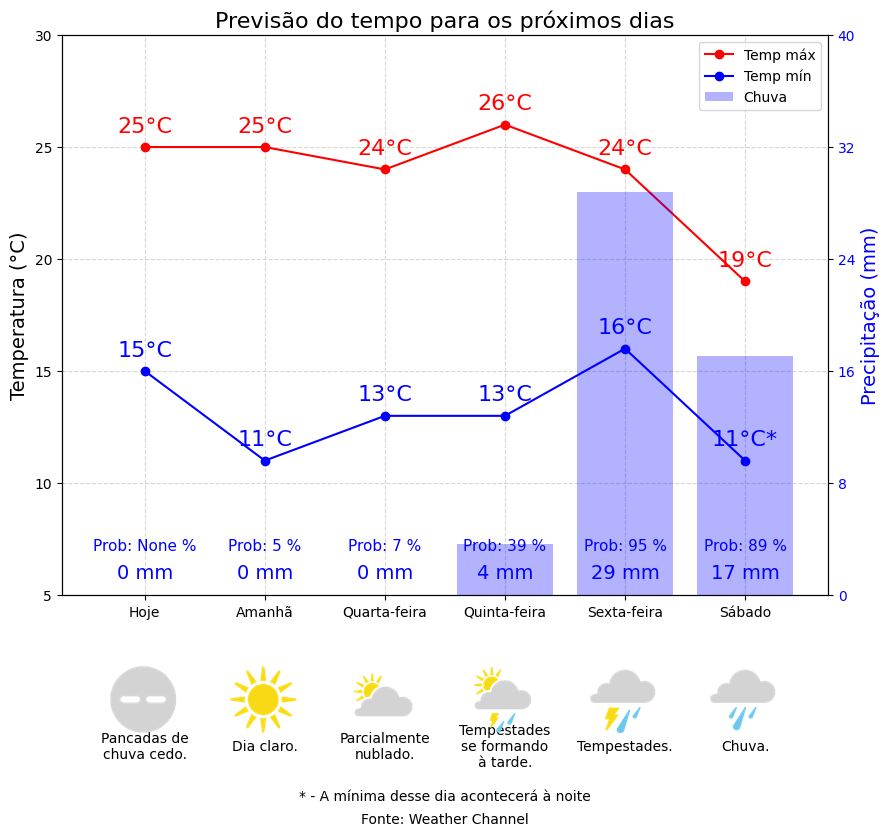 Previsão do tempo para os próximos dias
30 40
Temp máx
Temp mín
Chuva
25°C 25°C 24°C 26°C 24°C 19°C
25 32
20 24
Temperatura (°C)
Precipitação (mm)
15°C 11°C 13°C 13°C 16°C 11°C*
15 16
10 8
Prob: None % Prob: 5 % Prob: 7 % Prob: 39 % Prob: 95 % Prob: 89 %
0 mm 0 mm 0 mm 4 mm 29 mm 17 mm
5 0
Hoje Amanhã Quarta-feira Quinta-feira Sexta-feira Sábado
Pancadas de
chuva cedo.
Dia claro.
Parcialmente
nublado.
Tempestades
se formando
à tarde.
Tempestades.
Chuva.
* - A mínima desse dia acontecerá à noite
Fonte: Weather Channel